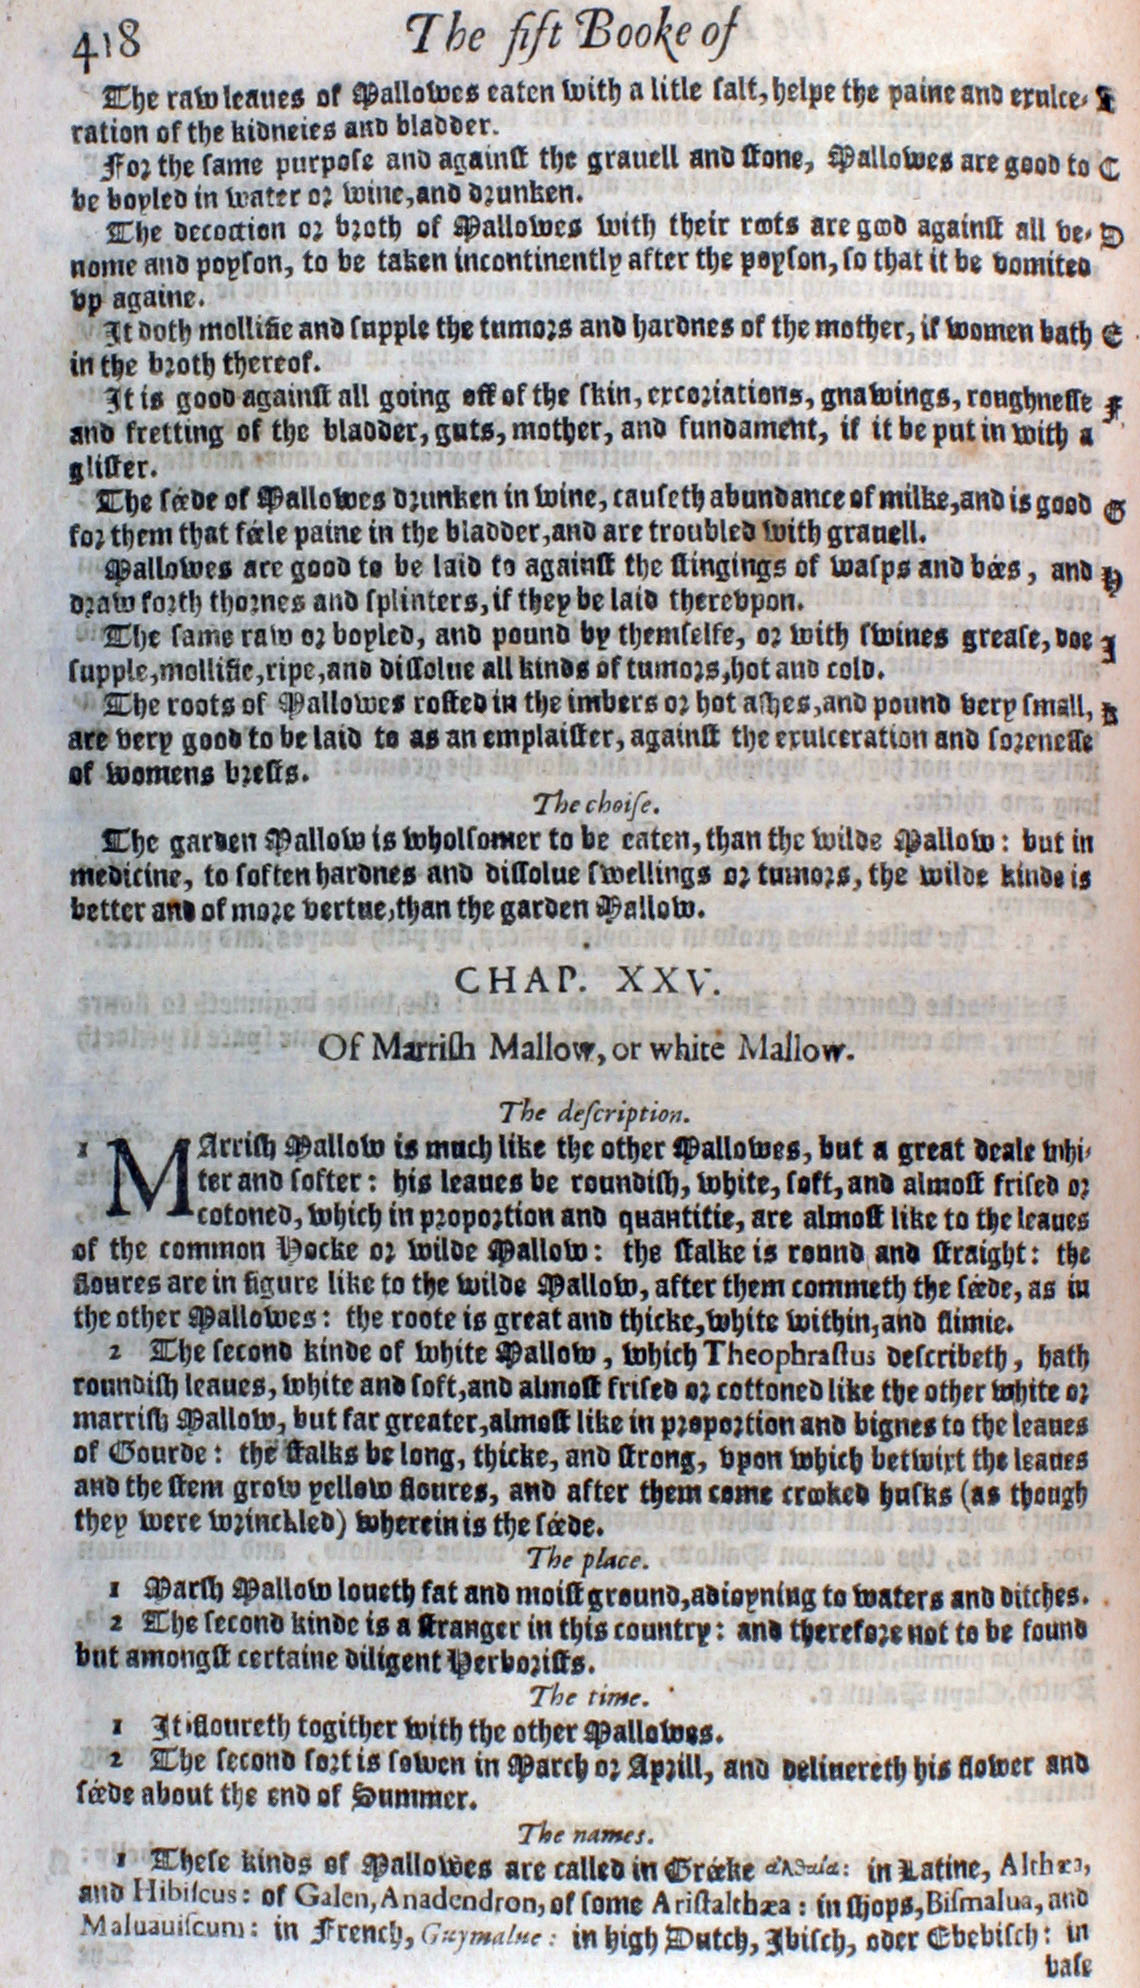 418 The fift Booke of
The raw leaues of Mallowes eaten with a litle salt, helpe the paine and exulce-
ration of the kidneies and bladder.
For the same purpose and against the grauell and stone, Mallowes are good to C
be boyled in water or wine, and drunken.
The decoction or broth of Mallowes with their roots are good against all ve- D
nome and poyson, to be taken incontinently after the poyson, so that it be vomited
vp againe.
It doth mollifie and supple the tumors and hardnes of the mother, if women bath E
in the broth thereof.
It is good against all going off of the skin, excoriations, gnawings, roughnesse F
and fretting of the bladder, guts, mother, and fundament, if it be put in with a
glister.
The seede of Mallowes drunken in wine, causeth abundance of milke, and is good G
for them that feele paine in the bladder, and are troubled with grauell.
Mallowes are good to be laid to against the stingings of wasps and bees, and H
draw forth thornes and splinters, if they be laid therevpon.
The same raw or boyled, and pound by themselfe, or with swines grease, doe I
supple, mollifie, ripe, and dissolue all kinds of tumors, hot and cold.
The roots of Mallowes rosted in the imbers or hot ashes, and pound very small, K
are very good to be laid to as an emplaister, against the exulceration and sorenesse
of womens brests.
The choise.
The garden Mallow is wholsomer to be eaten, than the wilde Mallow: but in
medicine, to soften hardnes and dissolue swellings or tumors, the wilde kinde is
better and of more vertue, than the garden Mallow.
CHAP. XXV.
Of Marrish Mallow, or white Mallow.
The description.
1 MArrish Mallow is much like the other Mallowes, but a great deale whi-
ter and softer: his leaues be roundish, white, soft, and almost frised or
cotoned, which in proportion and quantitie, are almost like to the leaues
of the common Hocke or wilde Mallow: the stalke is round and straight: the
floures are in figure like to the wilde Mallow, after them commeth the seede, as in
the other Mallowes: the roote is great and thicke, white within, and slimie.
2 The second kinde of white Mallow, which Theophrastus describeth, hath
roundish leaues, white and soft, and almost frised or cottoned like the other white or
marrish Mallow, but far greater, almost like in proportion and bignes to the leaues
of Gourde: the stalks be long, thicke, and strong, vpon which betwixt the leaues
and the stem grow yellow floures, and after them come crooked husks (as though
they were wrinckled) wherein is the seede.
The place.
1 Marsh Mallow loueth fat and moist ground, adioyning to waters and ditches.
2 The second kinde is a stranger in this country: and therefore not to be found
but amongst certaine diligent Herborists.
The time.
1 It floureth togither with the other Mallowes.
2 The second sort is sowen in March or Aprill, and deliuereth his flower and
seede about the end of Summer.
The names.
1 These kinds of Mallowes are called in Greeke ἀλθαία: in Latine, Althæa,
and Hibiscus: of Galen, Anadendron, of some Aristalthæa: in shops, Bismalua, and
Maluauiscum: in French, Guymalue: in high Dutch, Ibisch, oder Ebebisch: in
base